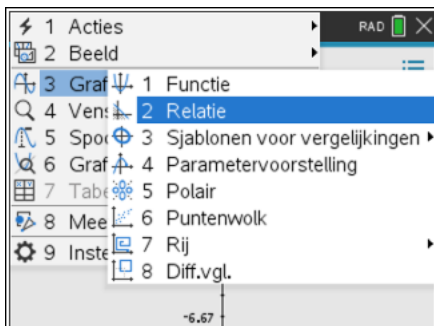 1 Acties
RAD
2 Beeld
3 Graf
1 Functie
4 Vens
2 Relatie
5 Spoo
3 Sjablonen voor vergelijkingen
6 Graf
4 Parametervoorstelling
7 Tabe
5 Polair
8 Mee
6 Puntenwolk
9 Inste
7 Rij
8 Diff.vgl.
-6.67